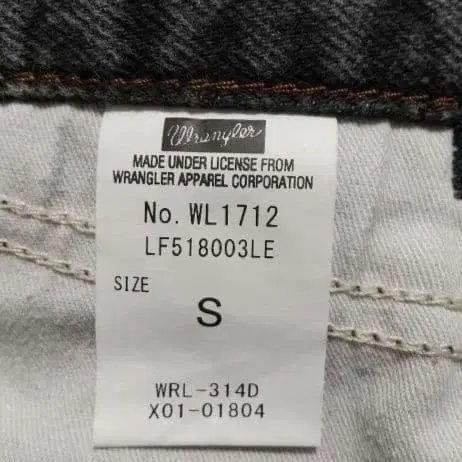 Wrangler
MADE UNDER LICENSE FROM
WRANGLER APPAREL CORPORATION
No. WL1712
LF518003LE
SIZE
S
WRL-314D
X01-01804